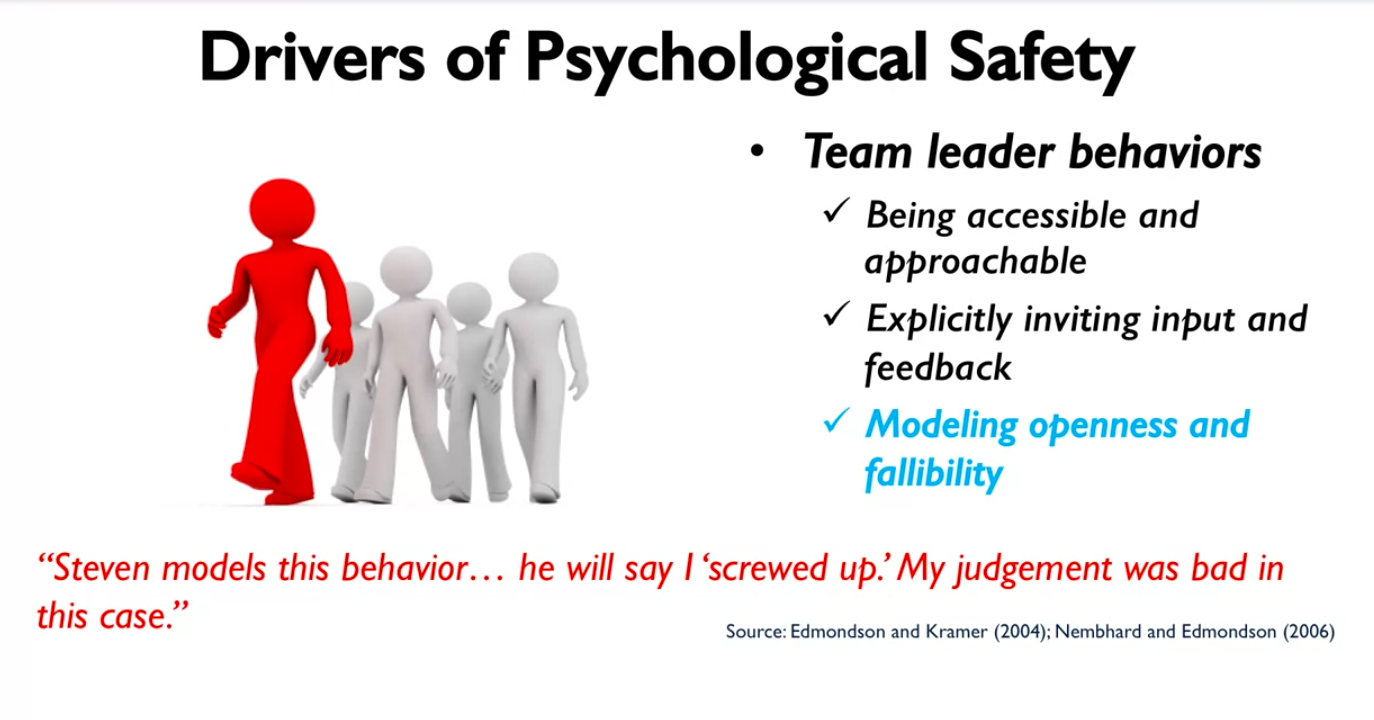 Drivers of Psychological Safety
• Team leader behaviors
✓ Being accessible and
approachable
✓ Explicitly inviting input and
feedback
✓ Modeling openness and
fallibility
“Steven models this behavior… he will say I ‘screwed up.’ My judgement was bad in
this case.”
Source: Edmondson and Kramer (2004); Nembhard and Edmondson (2006)